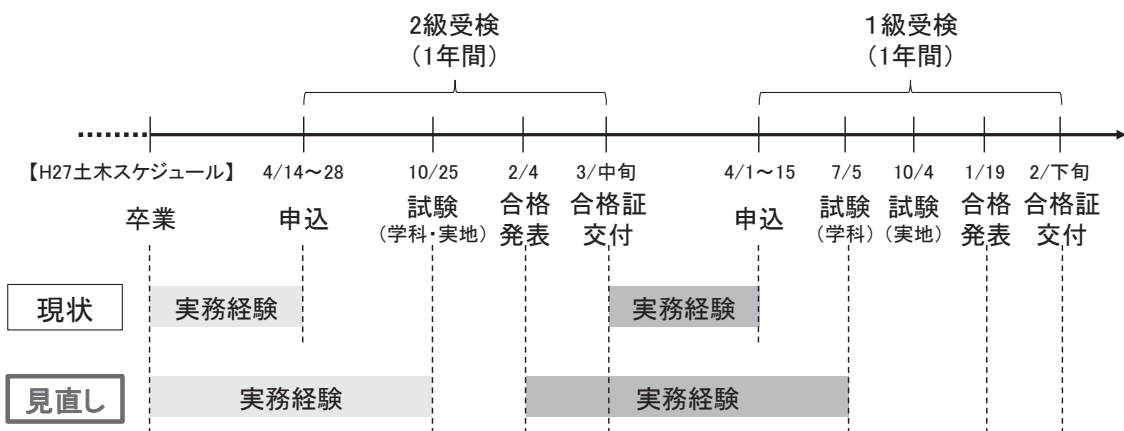 2級受検
（1年間）
1級受検
（1年間）
【H27土木スケジュール】
4/14～28
10/25
2/4
3/中旬
4/1～15
7/5
10/4
1/19
2/下旬
卒業
申込
試験
（学科・実地）
合格
発表
合格証
交付
申込
試験
（学科）
試験
（実地）
合格
発表
合格証
交付
現状
実務経験
実務経験
見直し
実務経験
実務経験